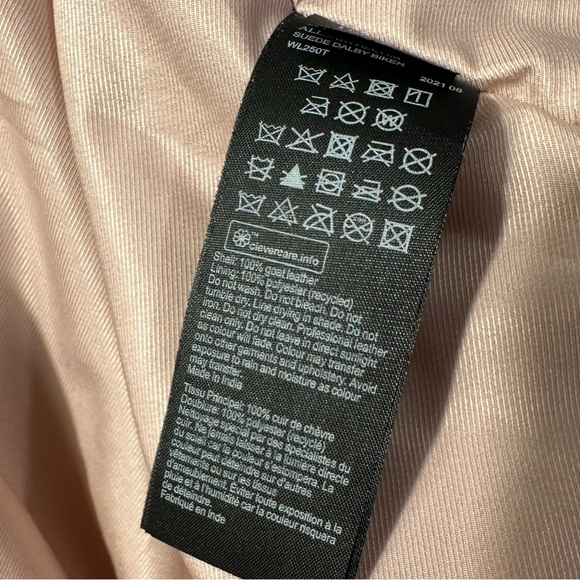 SUEDE DALBY BIKER
WL250T
2021 08
™
clevercare.info
Shell: 100% goat leather
Lining: 100% polyester (recycled)
Do not wash. Do not bleach. Do not
tumble dry. Line drying in shade. Do not
iron. Do not dry clean. Professional leather
clean only. Do not leave in direct sunlight
as colour will fade. Colour may transfer
onto other garments and upholstery. Avoid
exposure to rain and moisture as colour
may transfer.
Made in India
Tissu Principal: 100% cuir de chèvre
Doublure: 100% polyester (recyclé)
Nettoyage spécial par des spécialistes du
cuir. Ne jamais laisser à la lumière directe
du soleil car la couleur s'estompera. La
couleur peut déteindre sur d'autres
vêtements ou sur les tissus
d'ameublement. Éviter toute exposition à la
pluie et à l'humidité car la couleur risquera
de déteindre.
Fabriqué en Inde